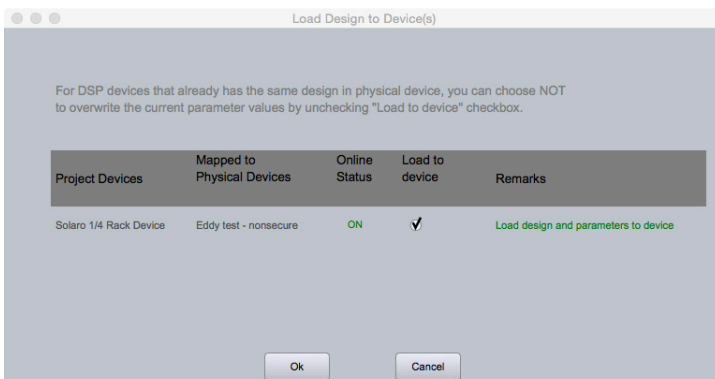 Load Design to Device(s)
For DSP devices that already has the same design in physical device, you can choose NOT
to overwrite the current parameter values by unchecking "Load to device" checkbox.
Project Devices Mapped to Physical Devices Online Status Load to device Remarks
Solaro 1/4 Rack Device Eddy test - nonsecure ON Load design and parameters to device
Ok Cancel